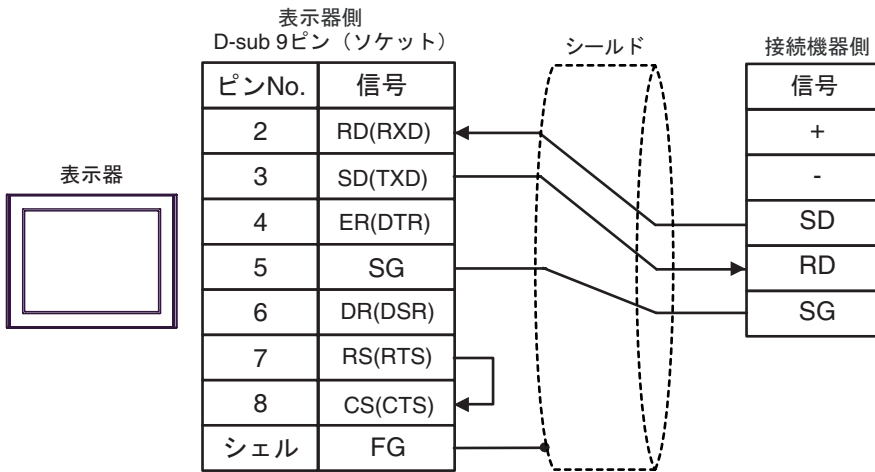 表示器側
D-sub 9ピン（ソケット）
シールド
接続機器側
表示器
ピンNo. 信号
2 RD(RXD)
3 SD(TXD)
4 ER(DTR)
5 SG
6 DR(DSR)
7 RS(RTS)
8 CS(CTS)
シェル FG
信号
+
-
SD
RD
SG